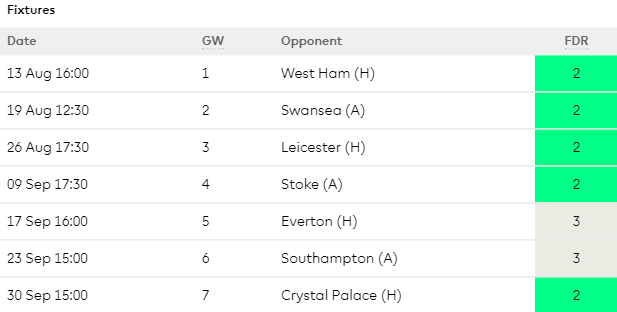 Fixtures
Date GW Opponent FDR
13 Aug 16:00 1 West Ham (H) 2
19 Aug 12:30 2 Swansea (A) 2
26 Aug 17:30 3 Leicester (H) 2
09 Sep 17:30 4 Stoke (A) 2
17 Sep 16:00 5 Everton (H) 3
23 Sep 15:00 6 Southampton (A) 3
30 Sep 15:00 7 Crystal Palace (H) 2